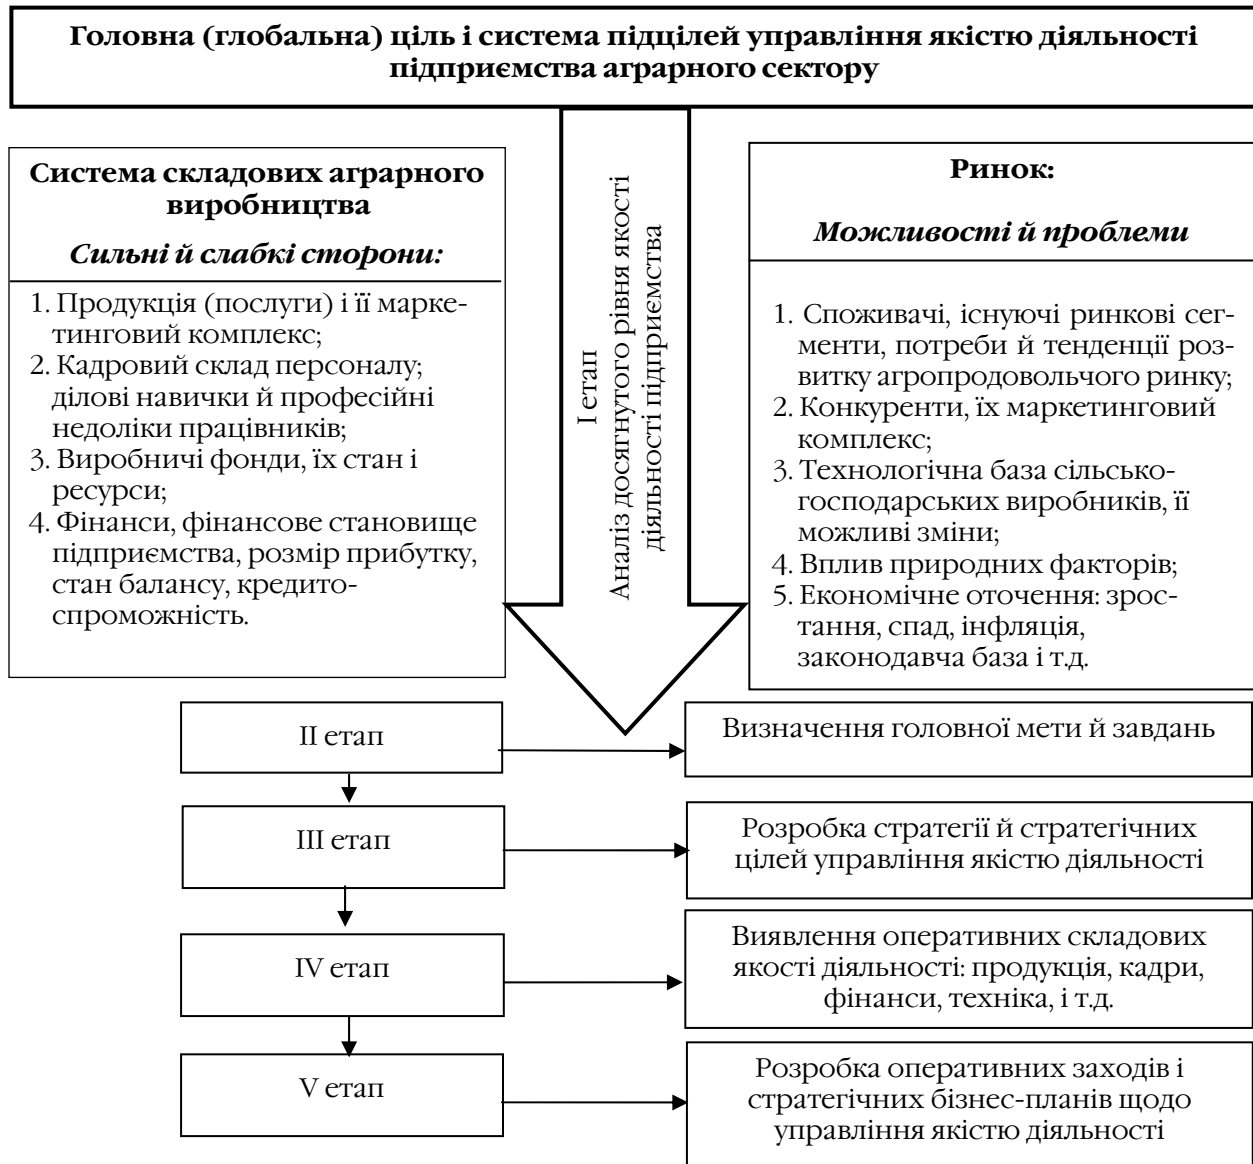 Головна (глобальна) ціль і система підцілей управління якістю діяльності
підприємства аграрного сектору
Система складових аграрного
виробництва
Сильні й слабкі сторони:
1. Продукція (послуги) і її марке-
тинговий комплекс;
2. Кадровий склад персоналу;
ділові навички й професійні
недоліки працівників;
3. Виробничі фонди, їх стан і
ресурси;
4. Фінанси, фінансове становище
підприємства, розмір прибутку,
стан балансу, кредито-
спроможність.
I етап
Аналіз досягнутого рівня якості
діяльності підприємства
Ринок:
Можливості й проблеми
1. Споживачі, існуючі ринкові сег-
менти, потреби й тенденції роз-
витку агропродовольчого ринку;
2. Конкуренти, їх маркетинговий
комплекс;
3. Технологічна база сільсько-
господарських виробників, її
можливі зміни;
4. Вплив природних факторів;
5. Економічне оточення: зрос-
тання, спад, інфляція,
законодавча база і т.д.
II етап
Визначення головної мети й завдань
III етап
Розробка стратегії й стратегічних
цілей управління якістю діяльності
IV етап
Виявлення оперативних складових
якості діяльності: продукція, кадри,
фінанси, техніка, і т.д.
V етап
Розробка оперативних заходів і
стратегічних бізнес-планів щодо
управління якістю діяльності